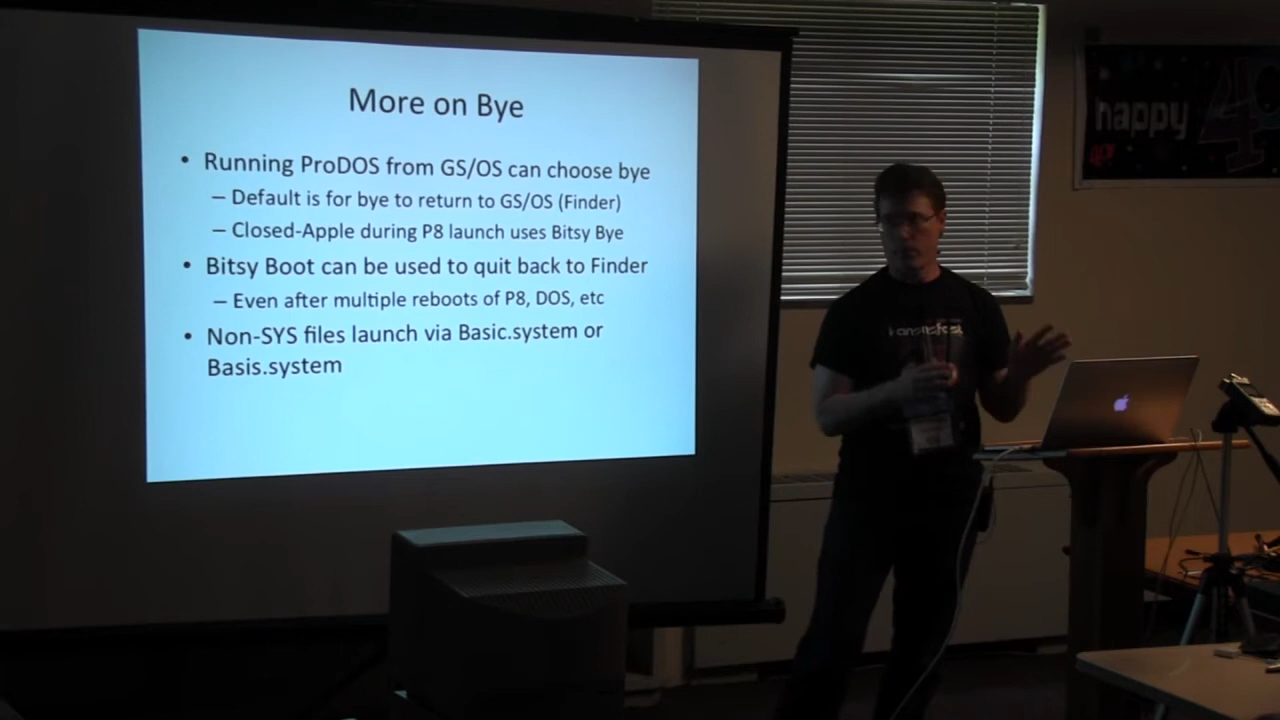 More on Bye
• Running ProDOS from GS/OS can choose bye
– Default is for bye to return to GS/OS (Finder)
– Closed-Apple during P8 launch uses Bitsy Bye
• Bitsy Boot can be used to quit back to Finder
– Even after multiple reboots of P8, DOS, etc
• Non-SYS files launch via Basic.system or
Basis.system
happy